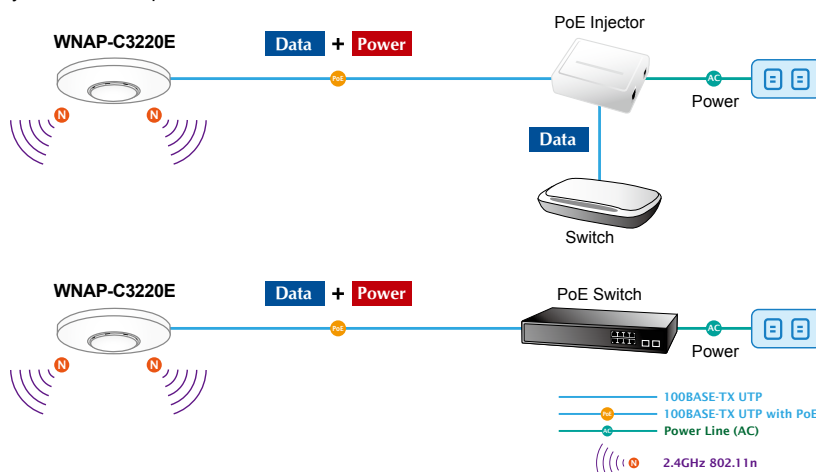 PoE Injector
WNAP-C3220E
Data + Power
PoE
AC
Power
N
N
Data
Switch
WNAP-C3220E
Data + Power
PoE Switch
PoE
AC
Power
N
N
100BASE-TX UTP
PoE
100BASE-TX UTP with PoE
AC
Power Line (AC)
N
2.4GHz 802.11n